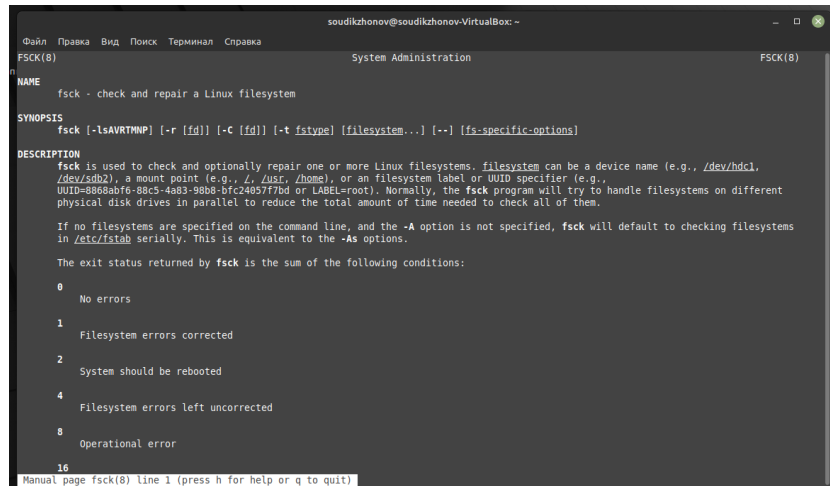 soudikzhonov@soudikzhonov-VirtualBox: ~
Файл Правка Вид Поиск Терминал Справка
FSCK(8) System Administration FSCK(8)
NAME
fsck - check and repair a Linux filesystem
SYNOPSIS
fsck [-lsAVRTMNP] [-r [fd]] [-C [fd]] [-t fstype] [filesystem...] [--] [fs-specific-options]
DESCRIPTION
fsck is used to check and optionally repair one or more Linux filesystems. filesystem can be a device name (e.g., /dev/hdc1,
/dev/sdb2), a mount point (e.g., /, /usr, /home), or an filesystem label or UUID specifier (e.g.,
UUID=8868abf6-88c5-4a83-98b8-bfc24057f7bd or LABEL=root). Normally, the fsck program will try to handle filesystems on different
physical disk drives in parallel to reduce the total amount of time needed to check all of them.
If no filesystems are specified on the command line, and the -A option is not specified, fsck will default to checking filesystems
in /etc/fstab serially. This is equivalent to the -As options.
The exit status returned by fsck is the sum of the following conditions:
0
No errors
1
Filesystem errors corrected
2
System should be rebooted
4
Filesystem errors left uncorrected
8
Operational error
16
Manual page fsck(8) line 1 (press h for help or q to quit)